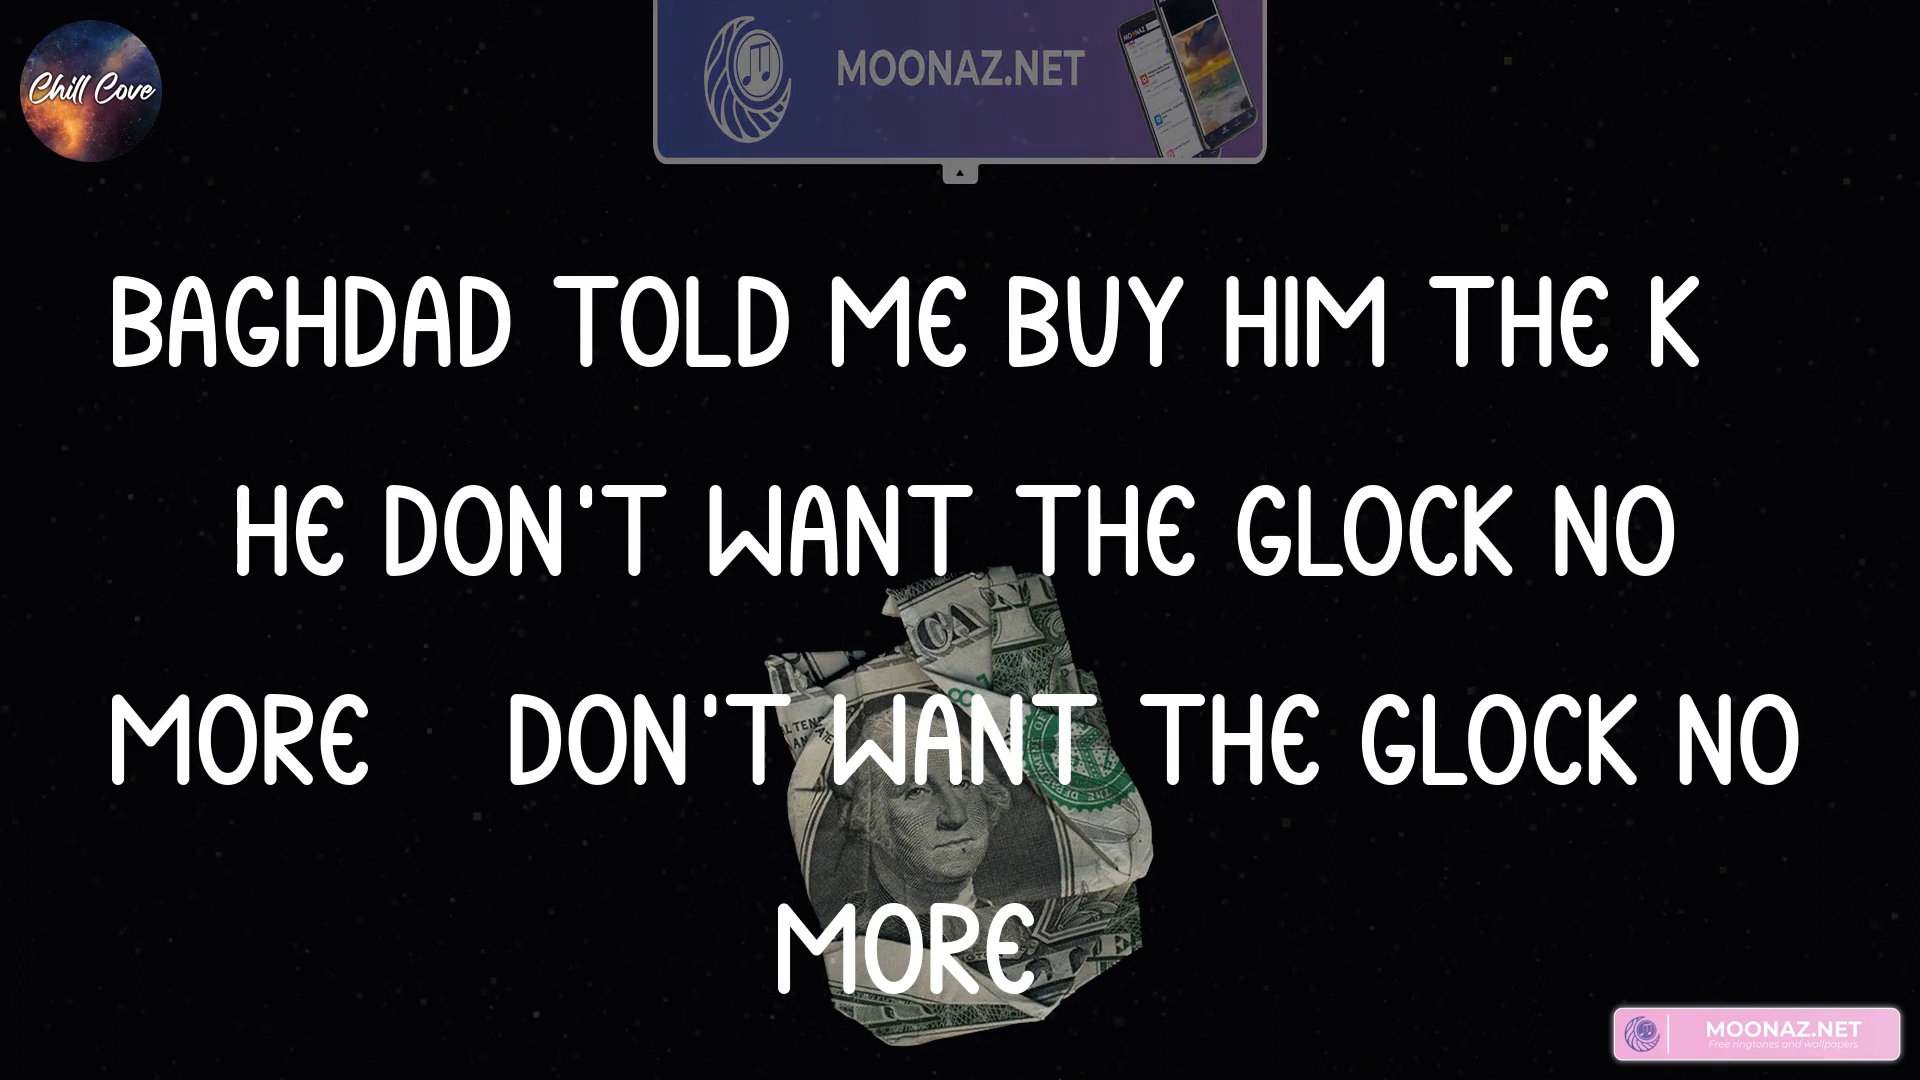 Chill Cove
MOONAZ.NET
BAGHDAD TOLD ME BUY HIM THE K
HE DON'T WANT THE GLOCK NO
MORE DON'T WANT THE GLOCK NO
MORE
CA
MOONAZ.NET
Free ringtones and wallpapers